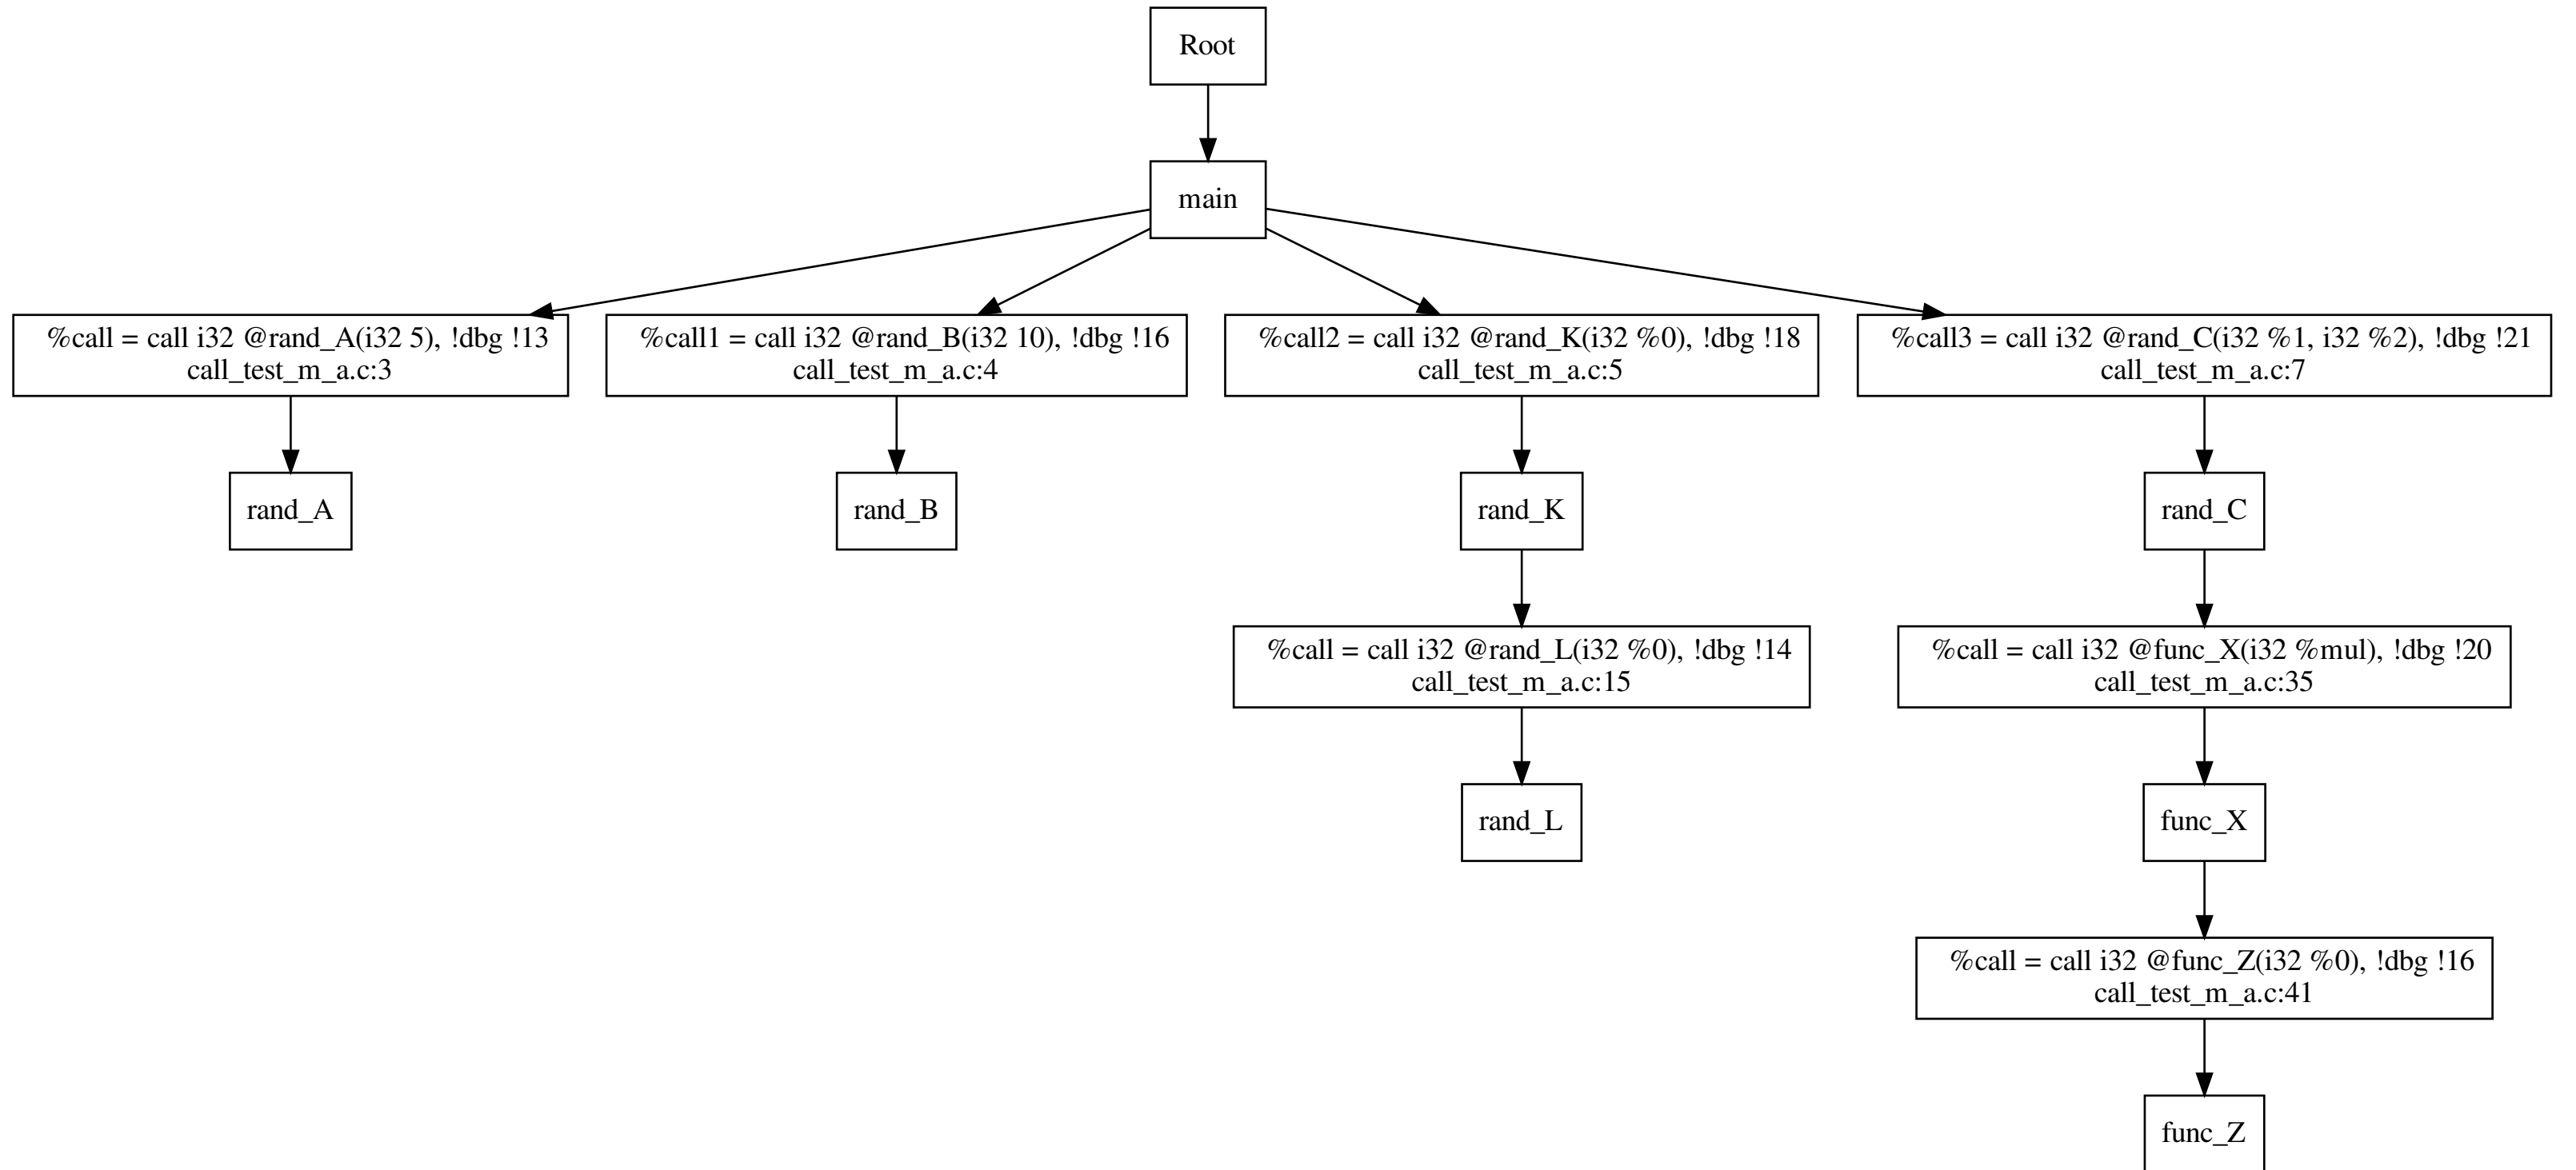 Root
main
%call = call i32 @rand_A(i32 5), !dbg !13
call_test_m_a.c:3
%call1 = call i32 @rand_B(i32 10), !dbg !16
call_test_m_a.c:4
%call2 = call i32 @rand_K(i32 %0), !dbg !18
call_test_m_a.c:5
%call3 = call i32 @rand_C(i32 %1, i32 %2), !dbg !21
call_test_m_a.c:7
rand_A
rand_B
rand_K
rand_C
%call = call i32 @rand_L(i32 %0), !dbg !14
call_test_m_a.c:15
%call = call i32 @func_X(i32 %mul), !dbg !20
call_test_m_a.c:35
rand_L
func_X
%call = call i32 @func_Z(i32 %0), !dbg !16
call_test_m_a.c:41
func_Z